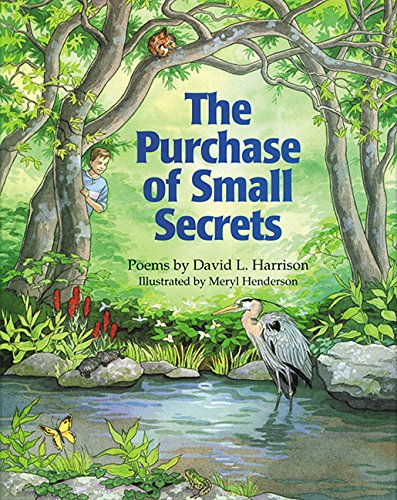 The
Purchase
of Small
Secrets
Poems by David L. Harrison
Illustrated by Meryl Henderson